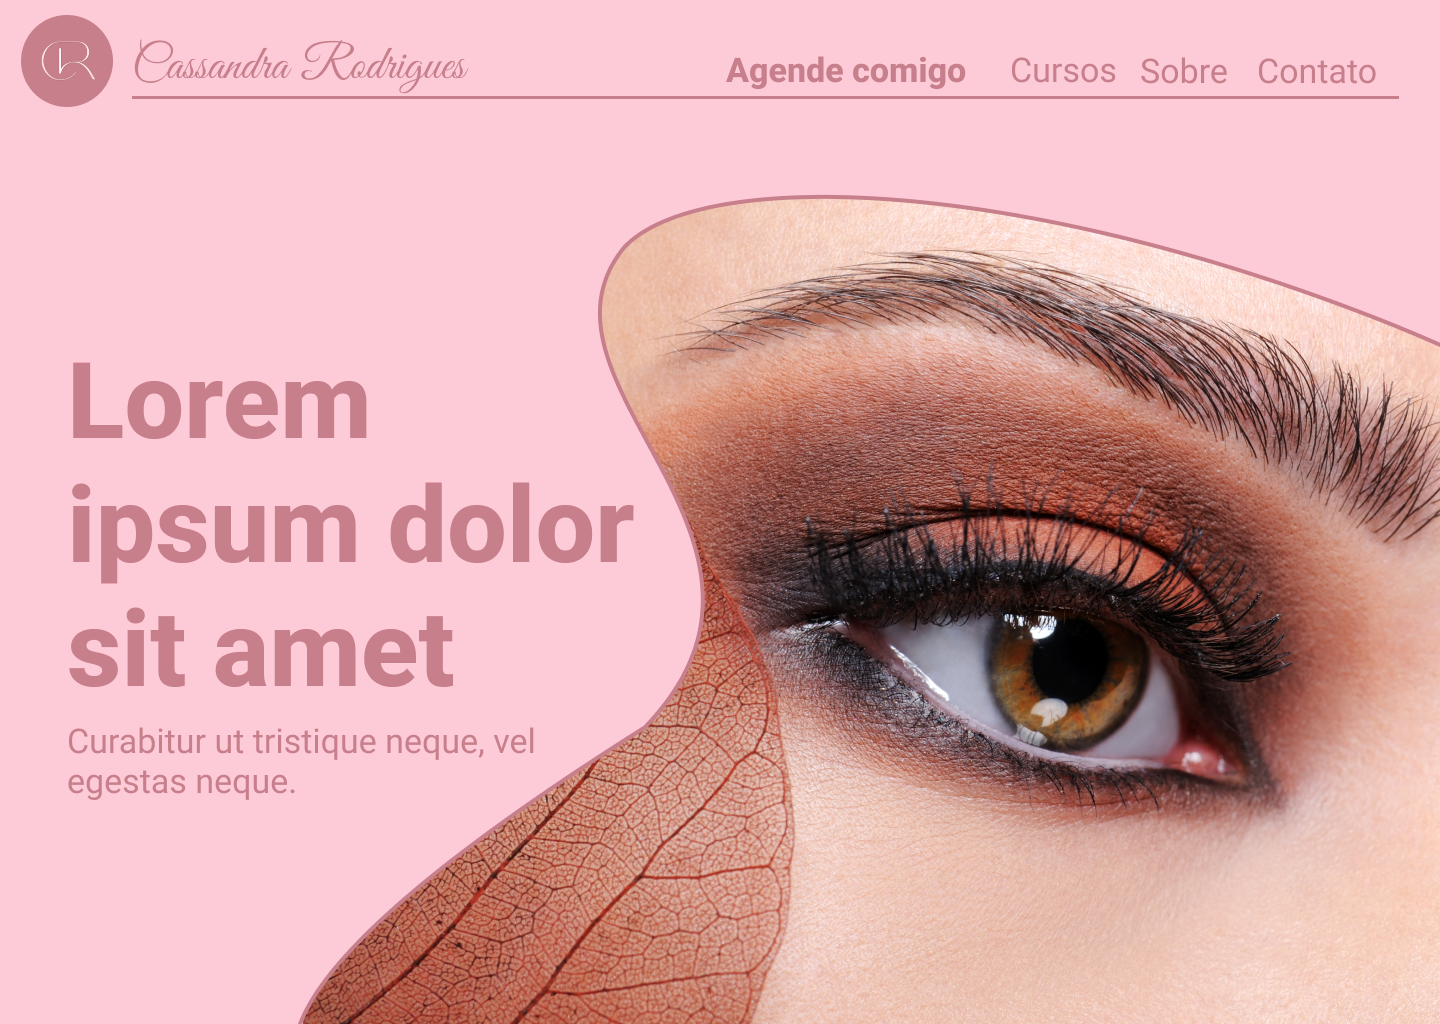 CR
Cassandra Rodrigues
Agende comigo Cursos Sobre Contato
Lorem
ipsum dolor
sit amet
Curabitur ut tristique neque, vel
egestas neque.